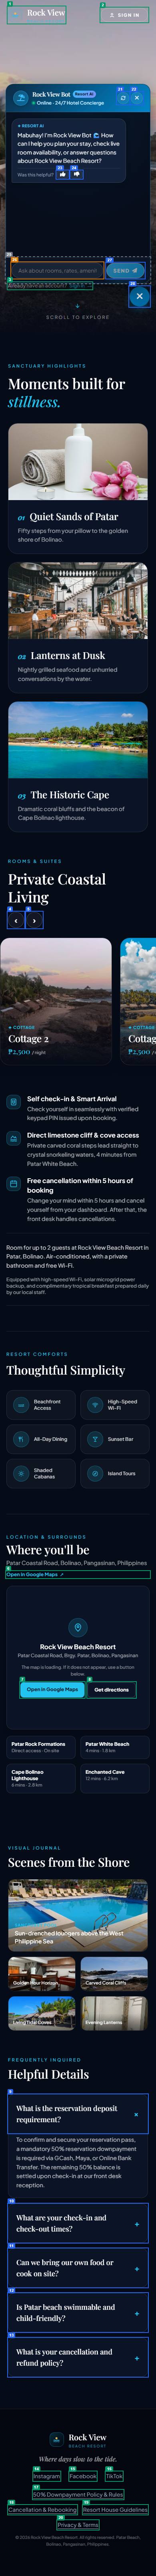 Rock View
SIGN IN
Rock View Bot Resort AI
Online · 24/7 Hotel Concierge
RESORT AI
Mabuhay! I'm Rock View Bot 🌊. How
can I help you plan your stay, check live
room availability, or answer questions
about Rock View Beach Resort?
Was this helpful?
Ask about rooms, rates, ameni
SEND
SCROLL TO EXPLORE
SANCTUARY HIGHLIGHTS
Moments built for
stillness.
01 Quiet Sands of Patar
Fifty steps from your pillow to the golden
shore of Bolinao.
02 Lanterns at Dusk
Nightly grilled seafood and unhurried
conversations by the water.
03 The Historic Cape
Dramatic coral bluffs and the beacon of
Cape Bolinao lighthouse.
ROOMS & SUITES
Private Coastal
Living
COTTAGE
Cottage 2
₱2,500 / night
COTTAGE
₱2,500
Self check-in & Smart Arrival
Check yourself in seamlessly with verified
keypad PIN issued upon booking.
Direct limestone cliff & cove access
Private carved coral steps lead straight to
crystal snorkeling waters, 4 minutes from
Patar White Beach.
Free cancellation within 5 hours of
booking
Change your mind within 5 hours and cancel
yourself from your dashboard. After that, the
front desk handles cancellations.
Room for up to 2 guests at Rock View Beach Resort in
Patar, Bolinao. Air-conditioned, with a private
bathroom and free Wi-Fi.
Equipped with high-speed Wi-Fi, solar microgrid power
backup, and complimentary tropical breakfast prepared daily
by our local staff.
RESORT COMFORTS
Thoughtful Simplicity
Beachfront
Access
High-Speed
Wi-Fi
All-Day Dining
Sunset Bar
Shaded
Cabanas
Island Tours
LOCATION & SURROUNDS
Where you'll be
Patar Coastal Road, Bolinao, Pangasinan, Philippines
Open in Google Maps ↗
Rock View Beach Resort
Patar Coastal Road, Brgy. Patar, Bolinao, Pangasinan
The map is loading. If it does not appear, use a button
below.
Open in Google Maps
Get directions
Patar Rock Formations
Direct access · On site
Patar White Beach
4 mins · 1.8 km
Cape Bolinao
Lighthouse
6 mins · 2.8 km
Enchanted Cave
12 mins · 6.2 km
VISUAL JOURNAL
Scenes from the Shore
Sun-drenched loungers above the West
Philippine Sea
Golden Hour Horizon
Carved Coral Cliffs
Living Tidal Coves
Evening Lanterns
FREQUENTLY INQUIRED
Helpful Details
What is the reservation deposit
requirement?
To confirm and secure your reservation pass,
a mandatory 50% reservation downpayment
is required via GCash, Maya, or Online Bank
Transfer. The remaining 50% balance is
settled upon check-in at our front desk
reception.
What are your check-in and
check-out times?
Can we bring our own food or
cook on site?
Is Patar beach swimmable and
child-friendly?
What is your cancellation and
refund policy?
Rock View
BEACH RESORT
Where days slow to the tide.
Instagram
Facebook
TikTok
50% Downpayment Policy & Rules
Cancellation & Rebooking
Resort House Guidelines
Privacy & Terms
© 2026 Rock View Beach Resort. All rights reserved. Patar Beach,
Bolinao, Pangasinan, Philippines.